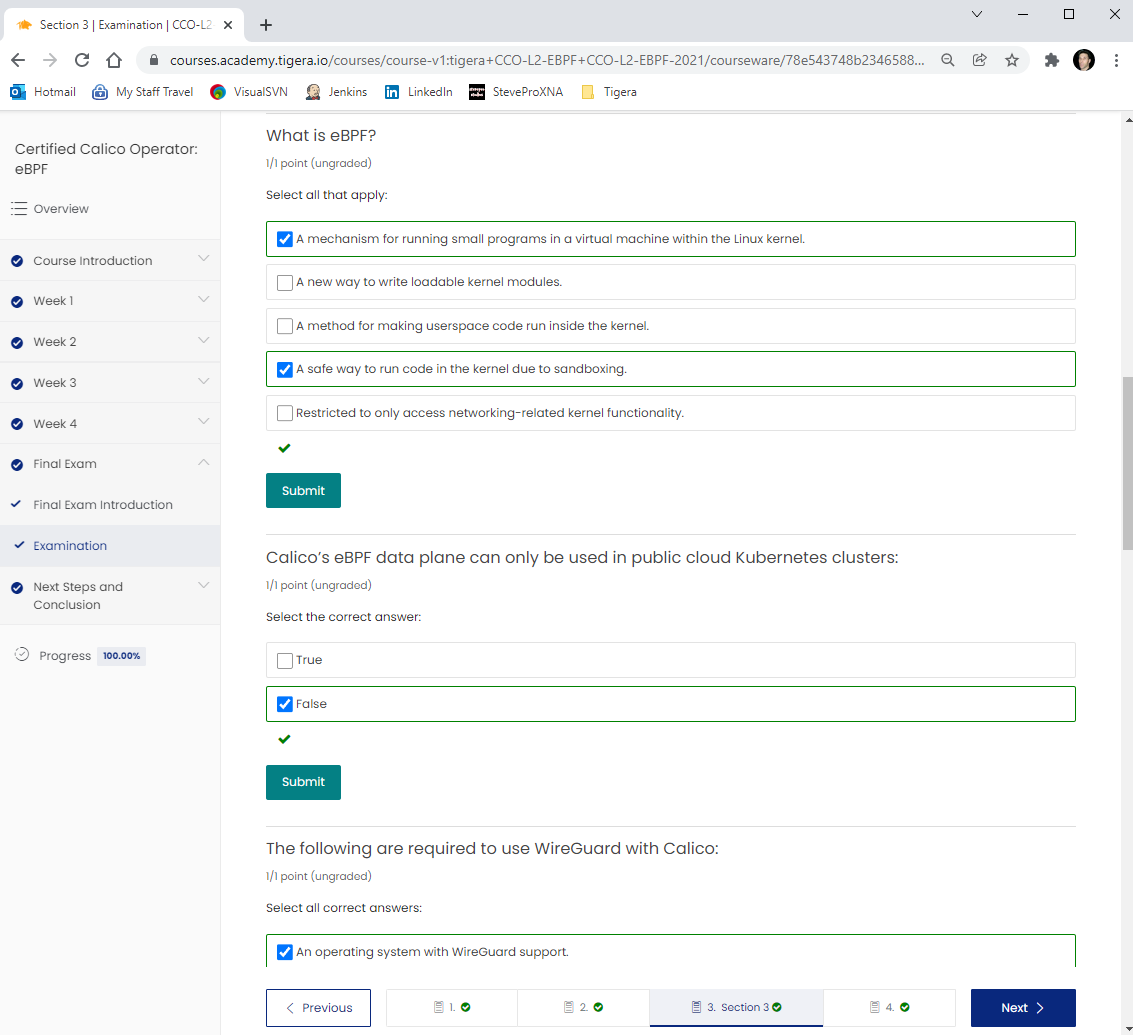 Section 3 | Examination | CCO-L2
courses.academy.tigera.io/courses/course-v1:tigera+CCO-L2-EBPF+CCO-L2-EBPF-2021/courseware/78e543748b2346588...
Hotmail
My Staff Travel
VisualSVN
Jenkins
LinkedIn
SteveProXNA
Tigera
Certified Calico Operator:
eBPF
Overview
Course Introduction
Week 1
Week 2
Week 3
Week 4
Final Exam
Final Exam Introduction
Examination
Next Steps and
Conclusion
Progress 100.00%
What is eBPF?
1/1 point (ungraded)
Select all that apply:
A mechanism for running small programs in a virtual machine within the Linux kernel.
A new way to write loadable kernel modules.
A method for making userspace code run inside the kernel.
A safe way to run code in the kernel due to sandboxing.
Restricted to only access networking-related kernel functionality.
Submit
Calico’s eBPF data plane can only be used in public cloud Kubernetes clusters:
1/1 point (ungraded)
Select the correct answer:
True
False
Submit
The following are required to use WireGuard with Calico:
1/1 point (ungraded)
Select all correct answers:
An operating system with WireGuard support.
Previous
1.
2.
3. Section 3
4.
Next